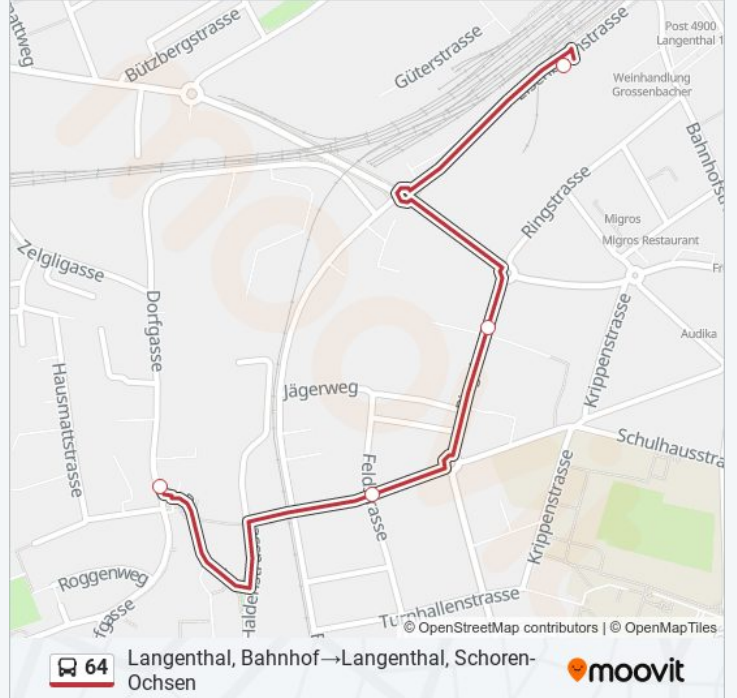 Bützbergstrasse
Güterstrasse
Post 4900
Langenthal 1
Weinhandlung
Grossenbacher
Ringstrasse
Migros
Migros Restaurant
Zelgligasse
Dorfgasse
Hausmattstrasse
Krippenstrasse
Audika
Jägerweg
Schulhausstra
Krippenstrasse
Roggenweg
Turnhallenstrasse
© OpenStreetMap contributors | © OpenMapTiles
64
Langenthal, Bahnhof→Langenthal, Schoren-
Ochsen
moovit